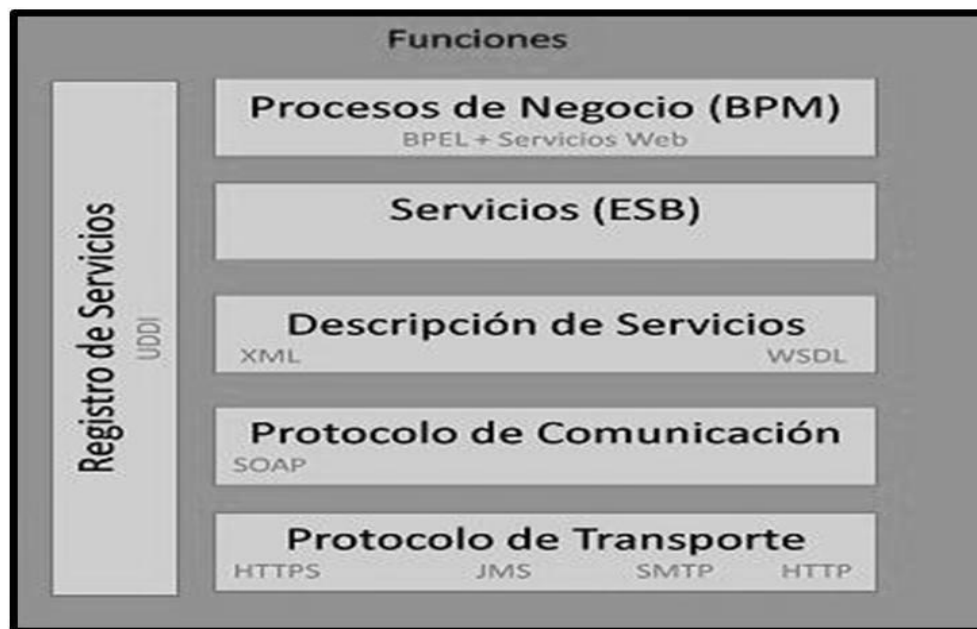 Funciones
Registro de Servicios
UDDI
Procesos de Negocio (BPM)
BPEL + Servicios Web
Servicios (ESB)
Descripción de Servicios
XML WSDL
Protocolo de Comunicación
SOAP
Protocolo de Transporte
HTTPS JMS SMTP HTTP